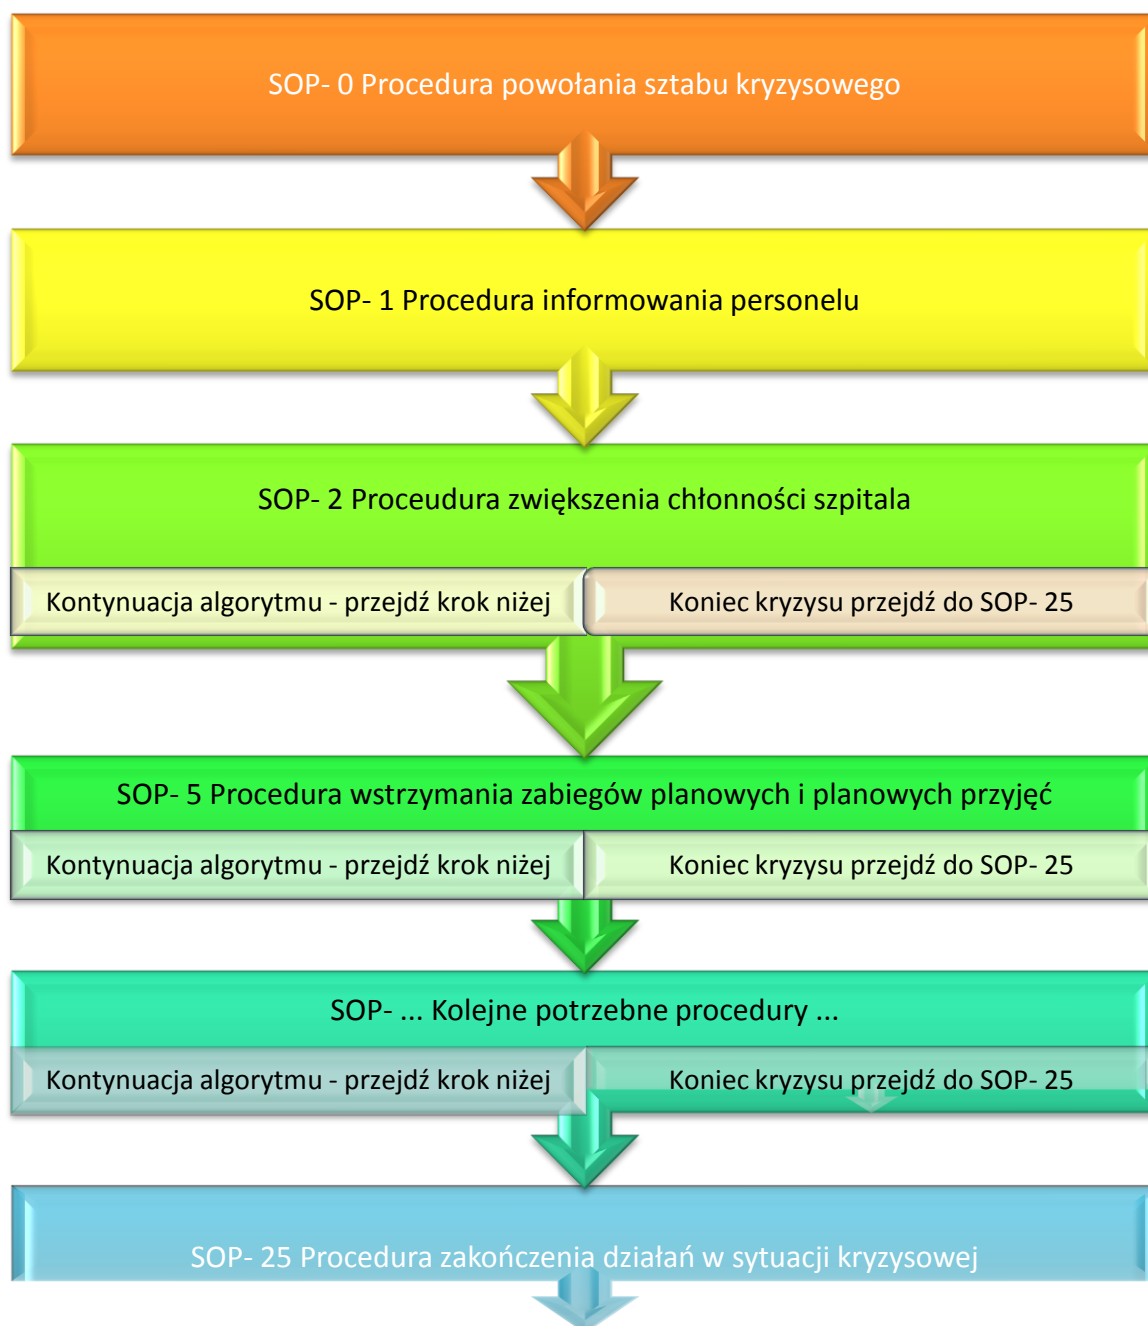 SOP- 0 Procedura powołania sztabu kryzysowego
SOP- 1 Procedura informowania personelu
SOP- 2 Proceudura zwiększenia chłonności szpitala
Kontynuacja algorytmu - przejdź krok niżej
Koniec kryzysu przejdź do SOP- 25
SOP- 5 Procedura wstrzymania zabiegów planowych i planowych przyjęć
Kontynuacja algorytmu - przejdź krok niżej
Koniec kryzysu przejdź do SOP- 25
SOP- ... Kolejne potrzebne procedury ...
Kontynuacja algorytmu - przejdź krok niżej
Koniec kryzysu przejdź do SOP- 25
SOP- 25 Procedura zakończenia działań w sytuacji kryzysowej